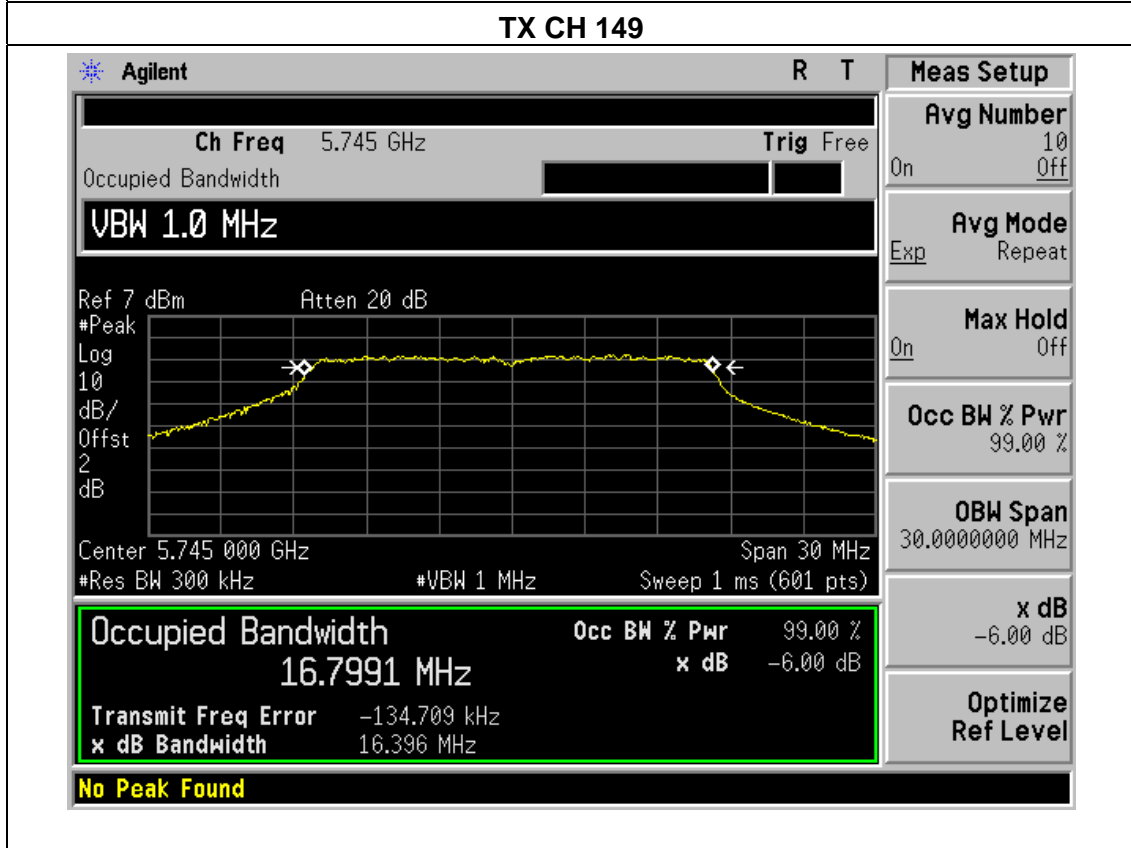 TX CH 149
Agilent R T Meas Setup
Ch Freq 5.745 GHz Trig Free
Occupied Bandwidth
VBW 1.0 MHz
Ref 7 dBm Atten 20 dB
#Peak
Log
10
dB/
Offst
2
dB
Center 5.745 000 GHz Span 30 MHz
#Res BW 300 kHz #VBW 1 MHz Sweep 1 ms (601 pts)
Occupied Bandwidth Occ BW % Pwr 99.00 %
16.7991 MHz x dB -6.00 dB
Transmit Freq Error -134.709 kHz
x dB Bandwidth 16.396 MHz
No Peak Found
Avg Number
10
On Off
Avg Mode
Exp Repeat
Max Hold
On Off
Occ BW % Pwr
99.00 %
OBW Span
30.0000000 MHz
x dB
-6.00 dB
Optimize
Ref Level